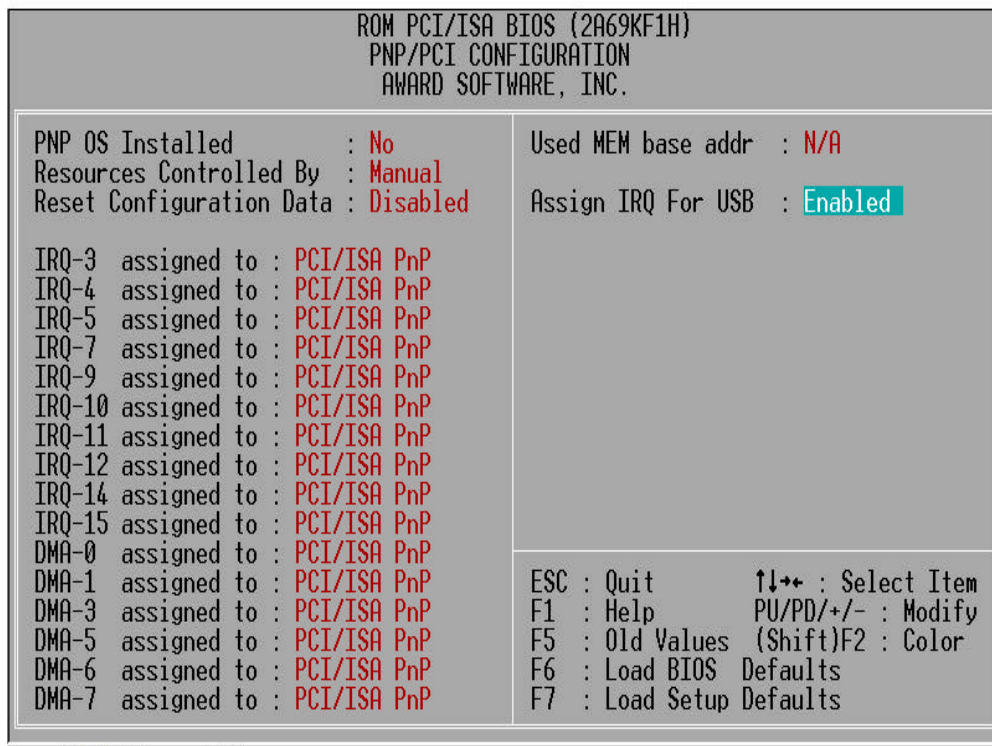 ROM PCI/ISA BIOS (2A69KF1H)
PNP/PCI CONFIGURATION
AWARD SOFTWARE, INC.
PNP OS Installed : No
Resources Controlled By : Manual
Reset Configuration Data : Disabled
IRQ-3 assigned to : PCI/ISA PnP
IRQ-4 assigned to : PCI/ISA PnP
IRQ-5 assigned to : PCI/ISA PnP
IRQ-7 assigned to : PCI/ISA PnP
IRQ-9 assigned to : PCI/ISA PnP
IRQ-10 assigned to : PCI/ISA PnP
IRQ-11 assigned to : PCI/ISA PnP
IRQ-12 assigned to : PCI/ISA PnP
IRQ-14 assigned to : PCI/ISA PnP
IRQ-15 assigned to : PCI/ISA PnP
DMA-0 assigned to : PCI/ISA PnP
DMA-1 assigned to : PCI/ISA PnP
DMA-3 assigned to : PCI/ISA PnP
DMA-5 assigned to : PCI/ISA PnP
DMA-6 assigned to : PCI/ISA PnP
DMA-7 assigned to : PCI/ISA PnP
Used MEM base addr : N/A
Assign IRQ For USB : Enabled
ESC : Quit ↑↓→← : Select Item
F1 : Help PU/PD/+/- : Modify
F5 : Old Values (Shift)F2 : Color
F6 : Load BIOS Defaults
F7 : Load Setup Defaults